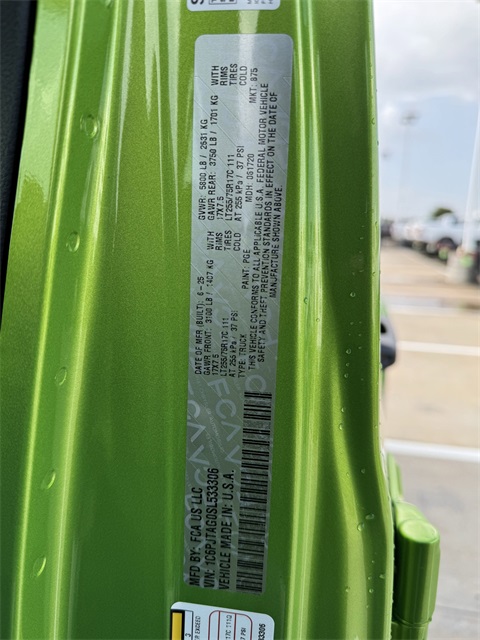 MFD BY: FCA US LLC
VIN: 1C6PJTAG0SL533306
VEHICLE MADE IN: U.S.A.
DATE OF MFR (BUILT): 6-25
GVWR: 5800 LB / 2631 KG
GAWR FRONT: 3100 LB / 1407 KG WITH
17X7.5 RIMS
LT255/75R17C 111 TIRES
AT 255 kPa / 37 PSI COLD
GAWR REAR: 3750 LB / 1701 KG WITH
17X7.5 RIMS
LT255/75R17C 111 TIRES
AT 255 kPa / 37 PSI COLD
TYPE: TRUCK
PAINT: PGE
MDH: 061720
MKT: B75
THIS VEHICLE CONFORMS TO ALL APPLICABLE U.S.A. FEDERAL MOTOR VEHICLE
SAFETY AND THEFT PREVENTION STANDARDS IN EFFECT ON THE DATE OF
MANUFACTURE SHOWN ABOVE.
FCA